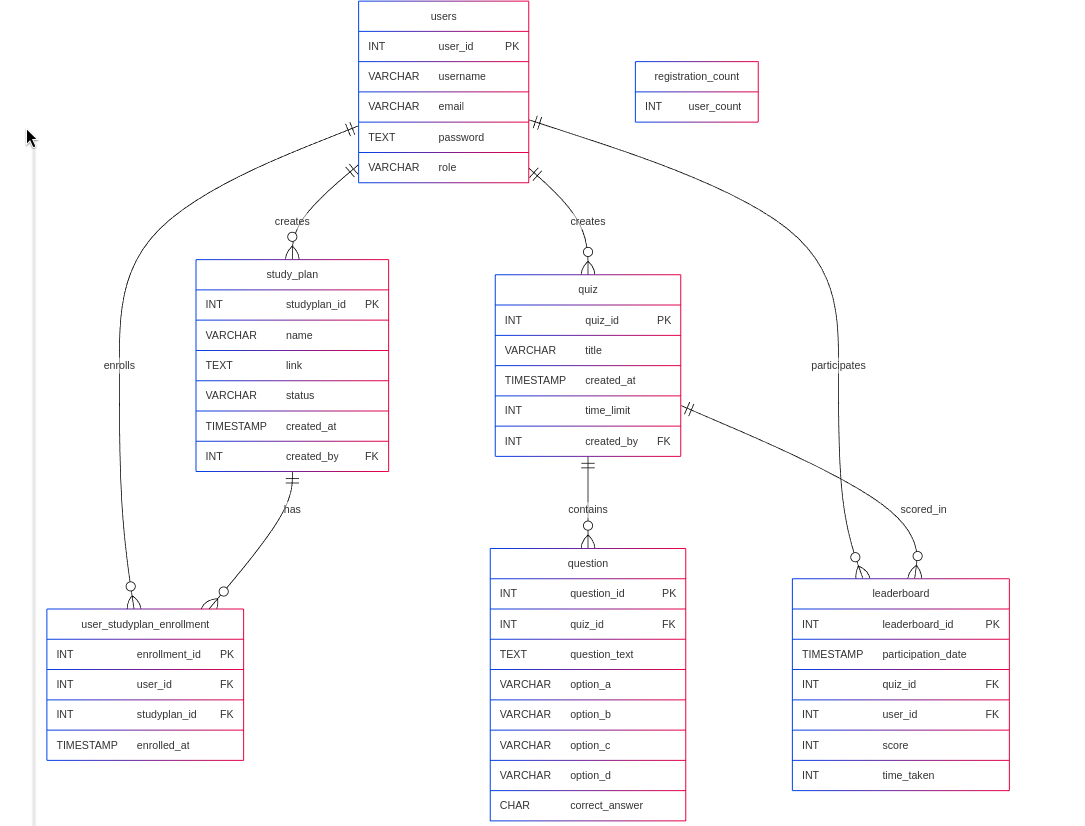 users
INT user_id PK
VARCHAR username
VARCHAR email
TEXT password
VARCHAR role
registration_count
INT user_count
creates
creates
enrolls
participates
study_plan
INT studyplan_id PK
VARCHAR name
TEXT link
VARCHAR status
TIMESTAMP created_at
INT created_by FK
quiz
INT quiz_id PK
VARCHAR title
TIMESTAMP created_at
INT time_limit
INT created_by FK
has
contains
scored_in
user_studyplan_enrollment
INT enrollment_id PK
INT user_id FK
INT studyplan_id FK
TIMESTAMP enrolled_at
question
INT question_id PK
INT quiz_id FK
TEXT question_text
VARCHAR option_a
VARCHAR option_b
VARCHAR option_c
VARCHAR option_d
CHAR correct_answer
leaderboard
INT leaderboard_id PK
TIMESTAMP participation_date
INT quiz_id FK
INT user_id FK
INT score
INT time_taken